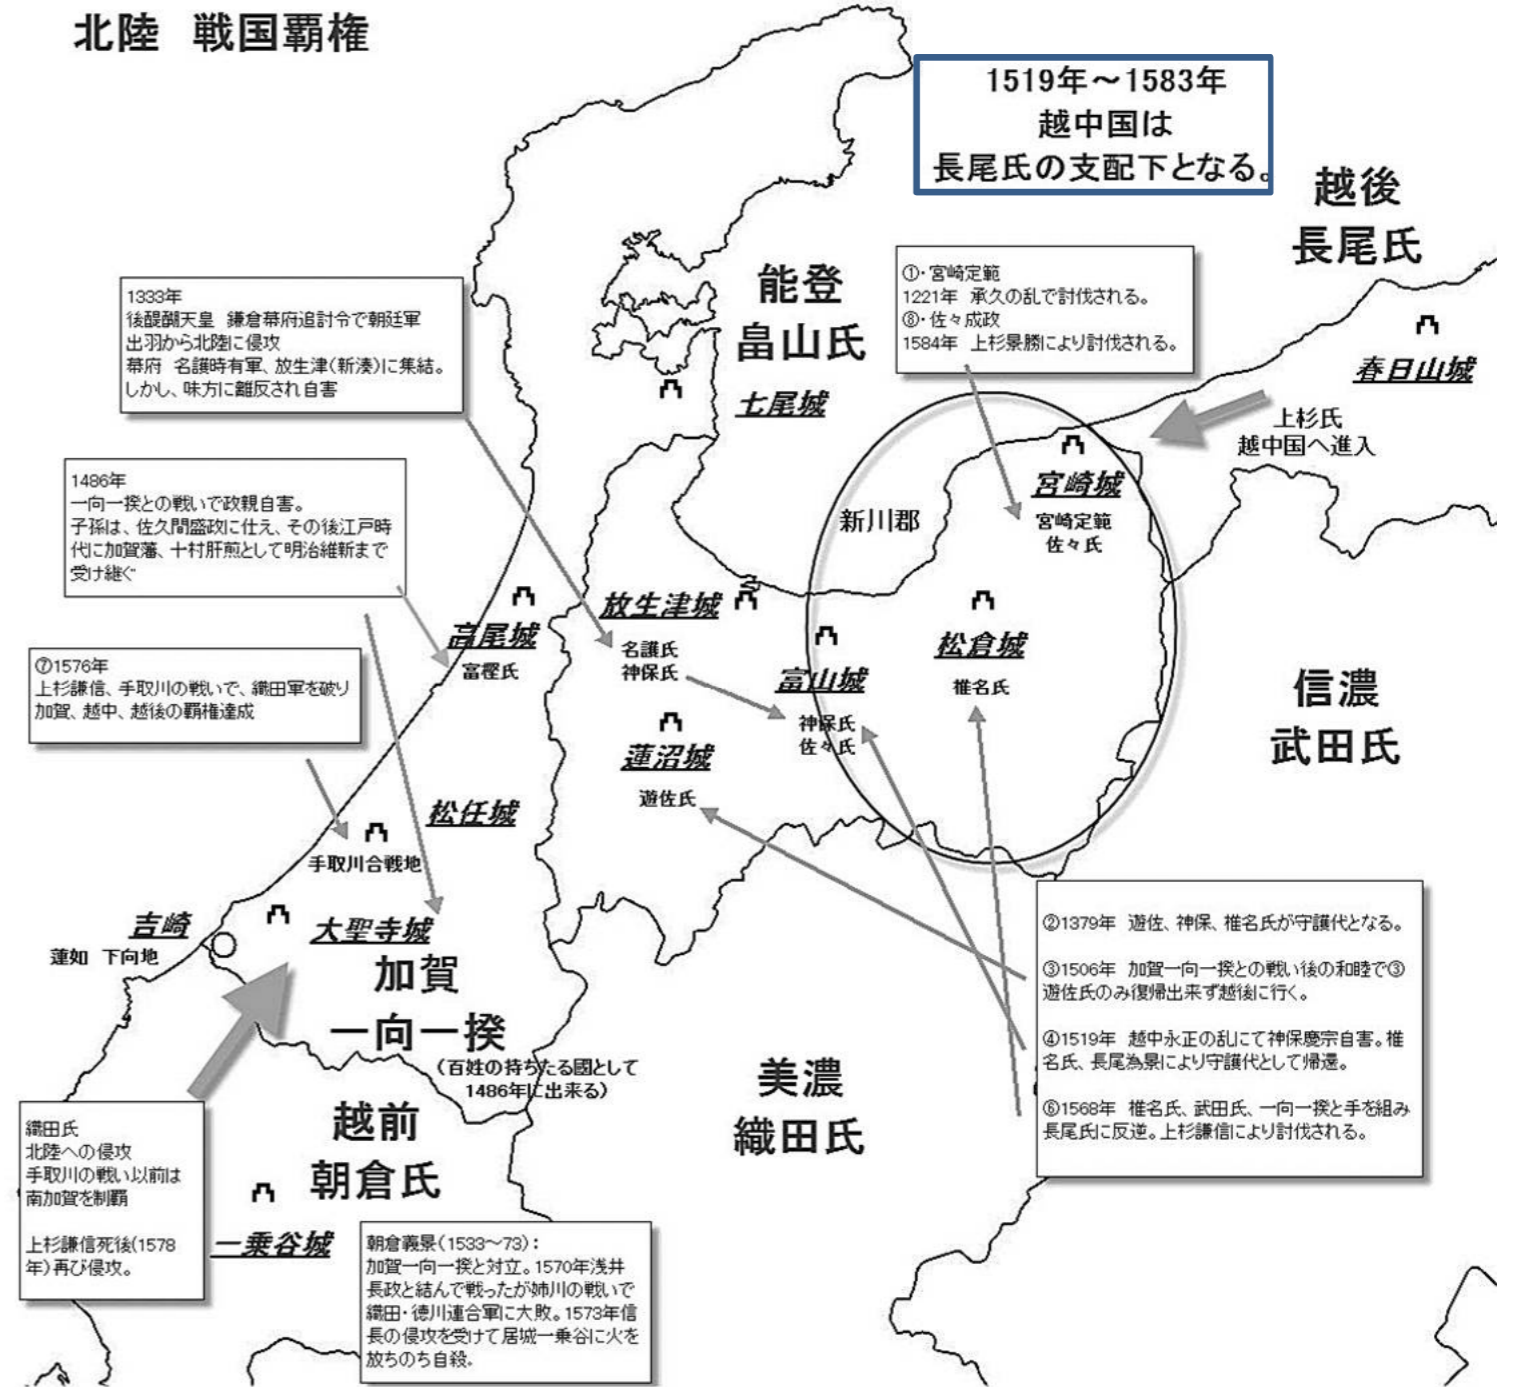 北陸 戦国覇権
1519年～1583年
越中国は
長尾氏の支配下となる。
越後
長尾氏
春日山城
上杉氏
越中国へ進入
①・宮崎定範
1221年 承久の乱で討伐される。
⑧・佐々成政
1584年 上杉景勝により討伐される。
能登
畠山氏
七尾城
1333年
後醍醐天皇 鎌倉幕府追討令で朝廷軍
出羽から北陸に侵攻
幕府 名護時有軍、放生津(新湊)に集結。
しかし、味方に離反され自害
1486年
一向一揆との戦いで政親自害。
子孫は、佐久間盛政に仕え、その後江戸時
代に加賀藩、十村肝煎として明治維新まで
受け継ぐ
⑦1576年
上杉謙信、手取川の戦いで、織田軍を破り
加賀、越中、越後の覇権達成
宮崎城
宮崎定範
佐々氏
新川郡
放生津城
名護氏
神保氏
高尾城
富樫氏
富山城
神保氏
佐々氏
松倉城
椎名氏
蓮沼城
遊佐氏
信濃
武田氏
松任城
手取川合戦地
吉崎
蓮如 下向地
大聖寺城
加賀
一向一揆
(百姓の持ちたる國として
1486年に出来る)
②1379年 遊佐、神保、椎名氏が守護代となる。
③1506年 加賀一向一揆との戦い後の和睦で③
遊佐氏のみ復帰出来ず越後に行く。
④1519年 越中永正の乱にて神保慶宗自害。椎
名氏、長尾為景により守護代として帰還。
⑥1568年 椎名氏、武田氏、一向一揆と手を組み
長尾氏に反逆。上杉謙信により討伐される。
美濃
織田氏
越前
朝倉氏
一乗谷城
織田氏
北陸への侵攻
手取川の戦い以前は
南加賀を制覇
上杉謙信死後(1578
年)再び侵攻。
朝倉義景(1533～73)：
加賀一向一揆と対立。1570年浅井
長政と結んで戦ったが姉川の戦いで
織田・徳川連合軍に大敗。1573年信
長の侵攻を受けて居城一乗谷に火を
放ちのち自殺.